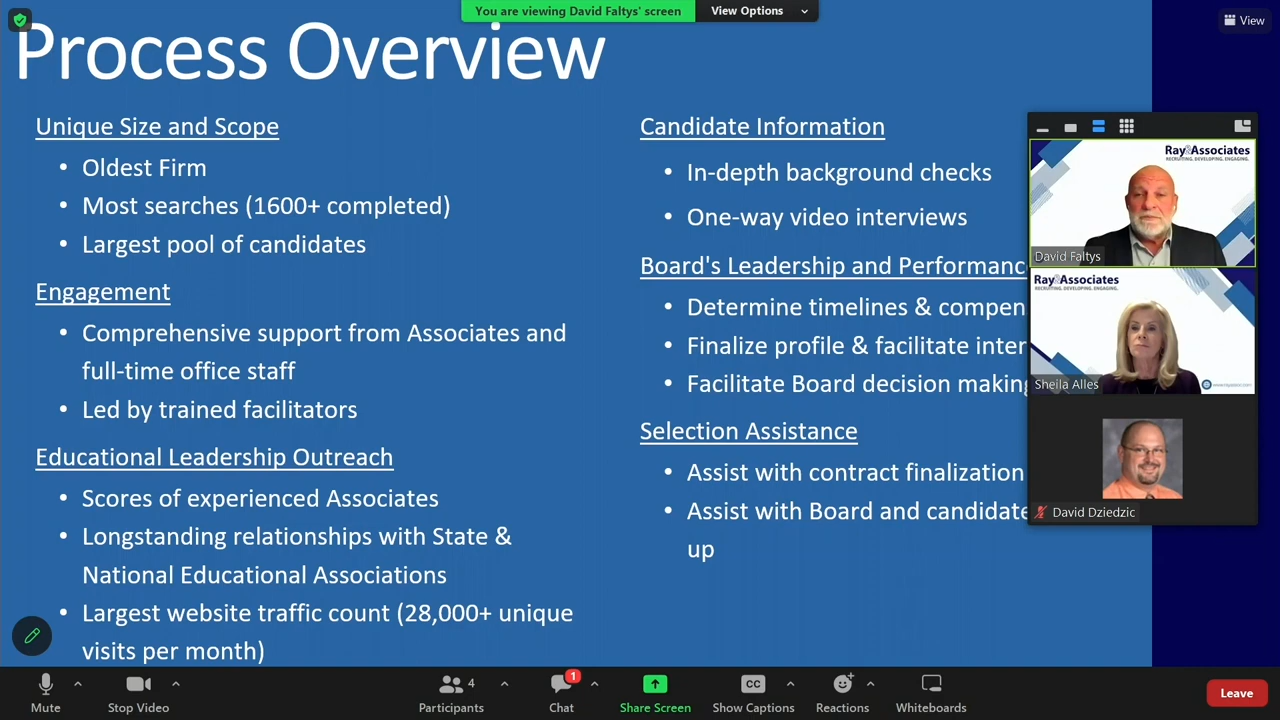 You are viewing David Faltys' screen
View Options
View
Process Overview
Unique Size and Scope
• Oldest Firm
• Most searches (1600+ completed)
• Largest pool of candidates
Engagement
• Comprehensive support from Associates and
full-time office staff
• Led by trained facilitators
Educational Leadership Outreach
• Scores of experienced Associates
• Longstanding relationships with State &
National Educational Associations
• Largest website traffic count (28,000+ unique
visits per month)
Candidate Information
• In-depth background checks
• One-way video interviews
Board's Leadership and Performanc
• Determine timelines & compen
• Finalize profile & facilitate inter
• Facilitate Board decision making
Selection Assistance
• Assist with contract finalization
• Assist with Board and candidate
up
Ray&Associates
RECRUITING. DEVELOPING. ENGAGING.
David Faltys
Ray&Associates
RECRUITING. DEVELOPING. ENGAGING.
Sheila Alles
David Dziedzic
Mute
Stop Video
Participants
4
Chat
1
Share Screen
CC
Show Captions
Reactions
Whiteboards
Leave